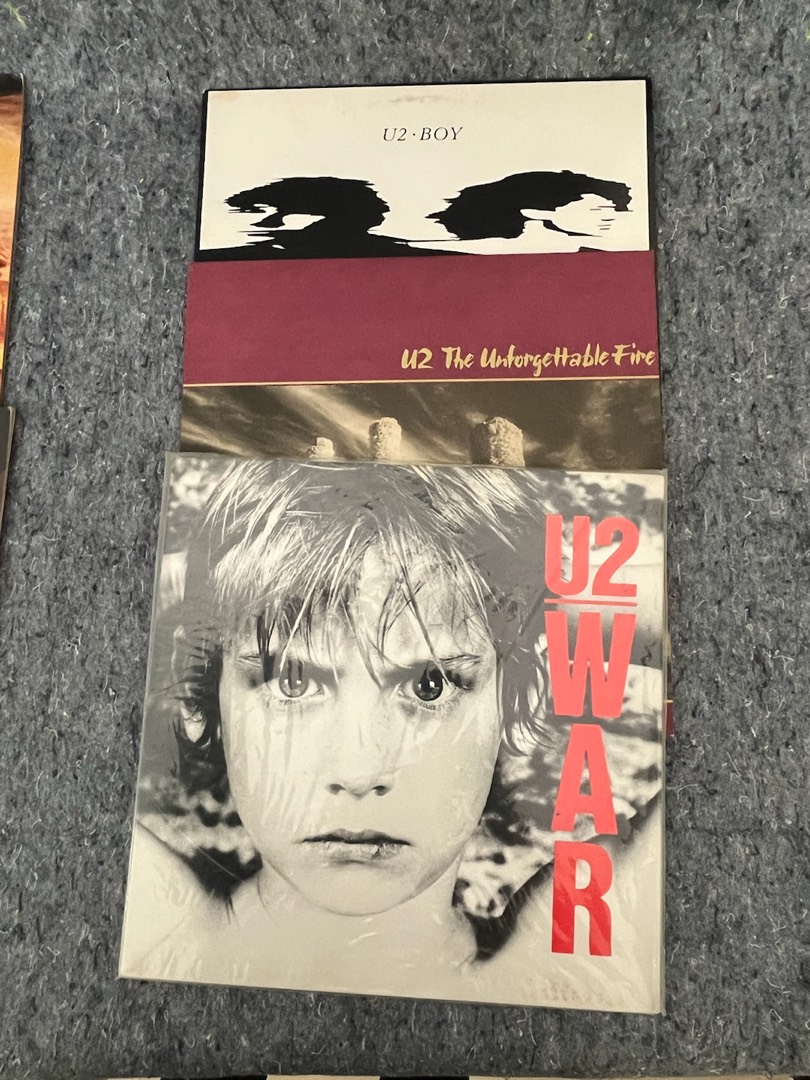 U2·BOY
U2 The Unforgettable Fire
U2
WAR